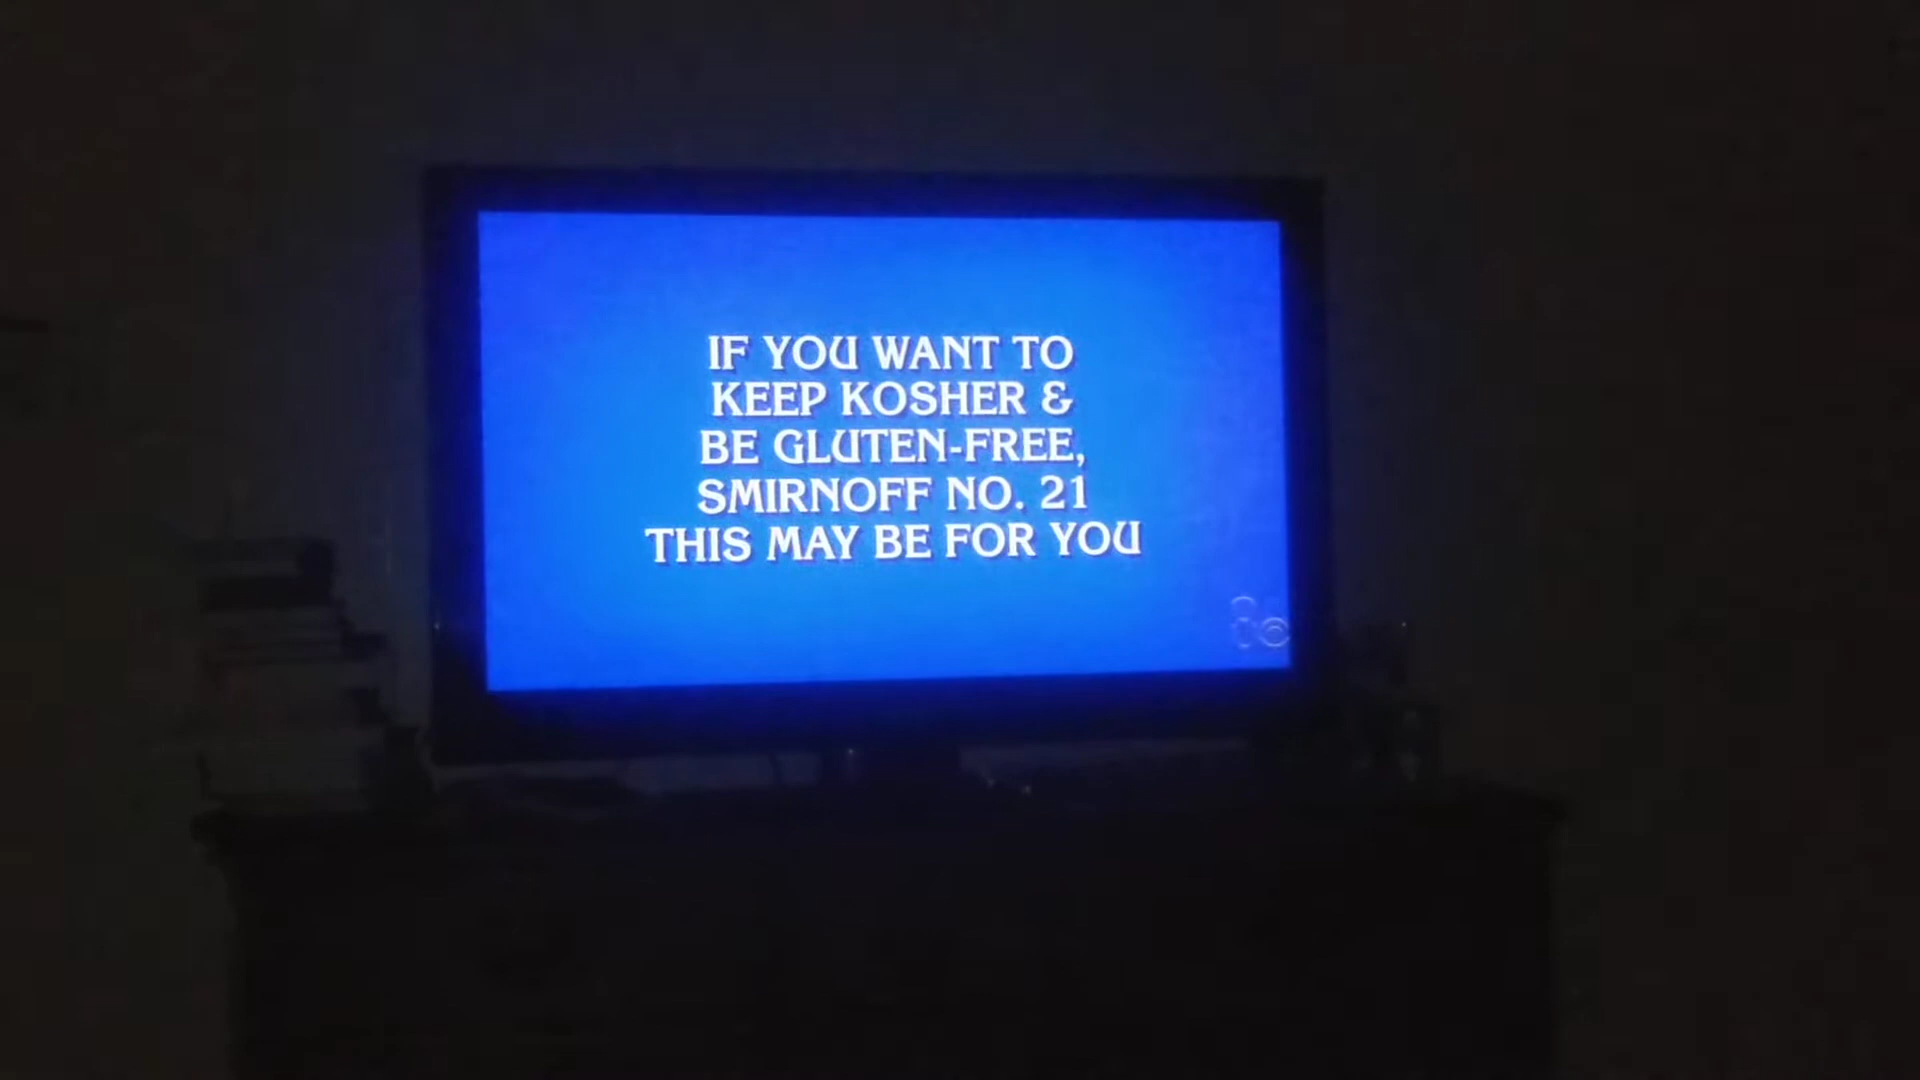 IF YOU WANT TO
KEEP KOSHER &
BE GLUTEN-FREE,
SMIRNOFF NO. 21
THIS MAY BE FOR YOU